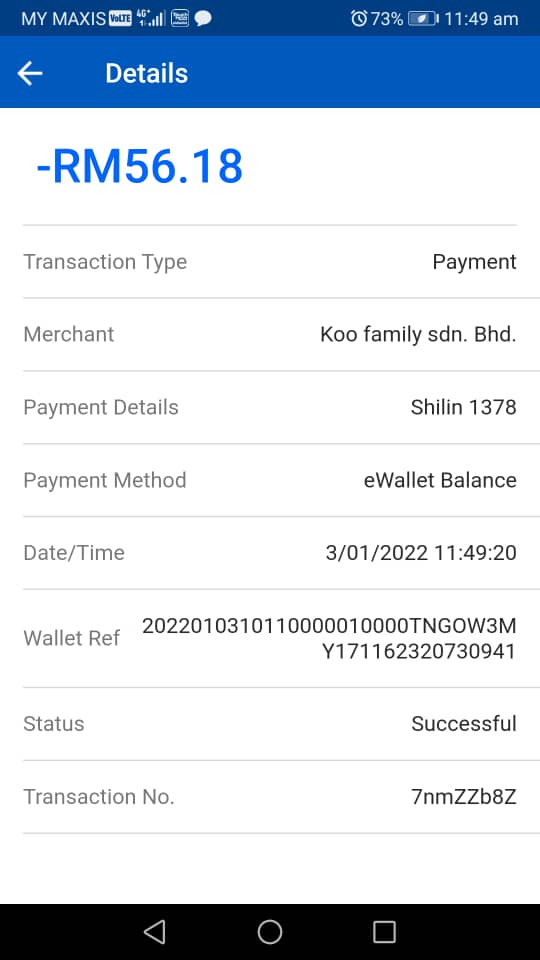 MY MAXIS VoLTE 4G+ 73% 11:49 am
Details
-RM56.18
Transaction Type Payment
Merchant Koo family sdn. Bhd.
Payment Details Shilin 1378
Payment Method eWallet Balance
Date/Time 3/01/2022 11:49:20
Wallet Ref 2022010310110000010000TNGOW3M
Y171162320730941
Status Successful
Transaction No. 7nmZZb8Z